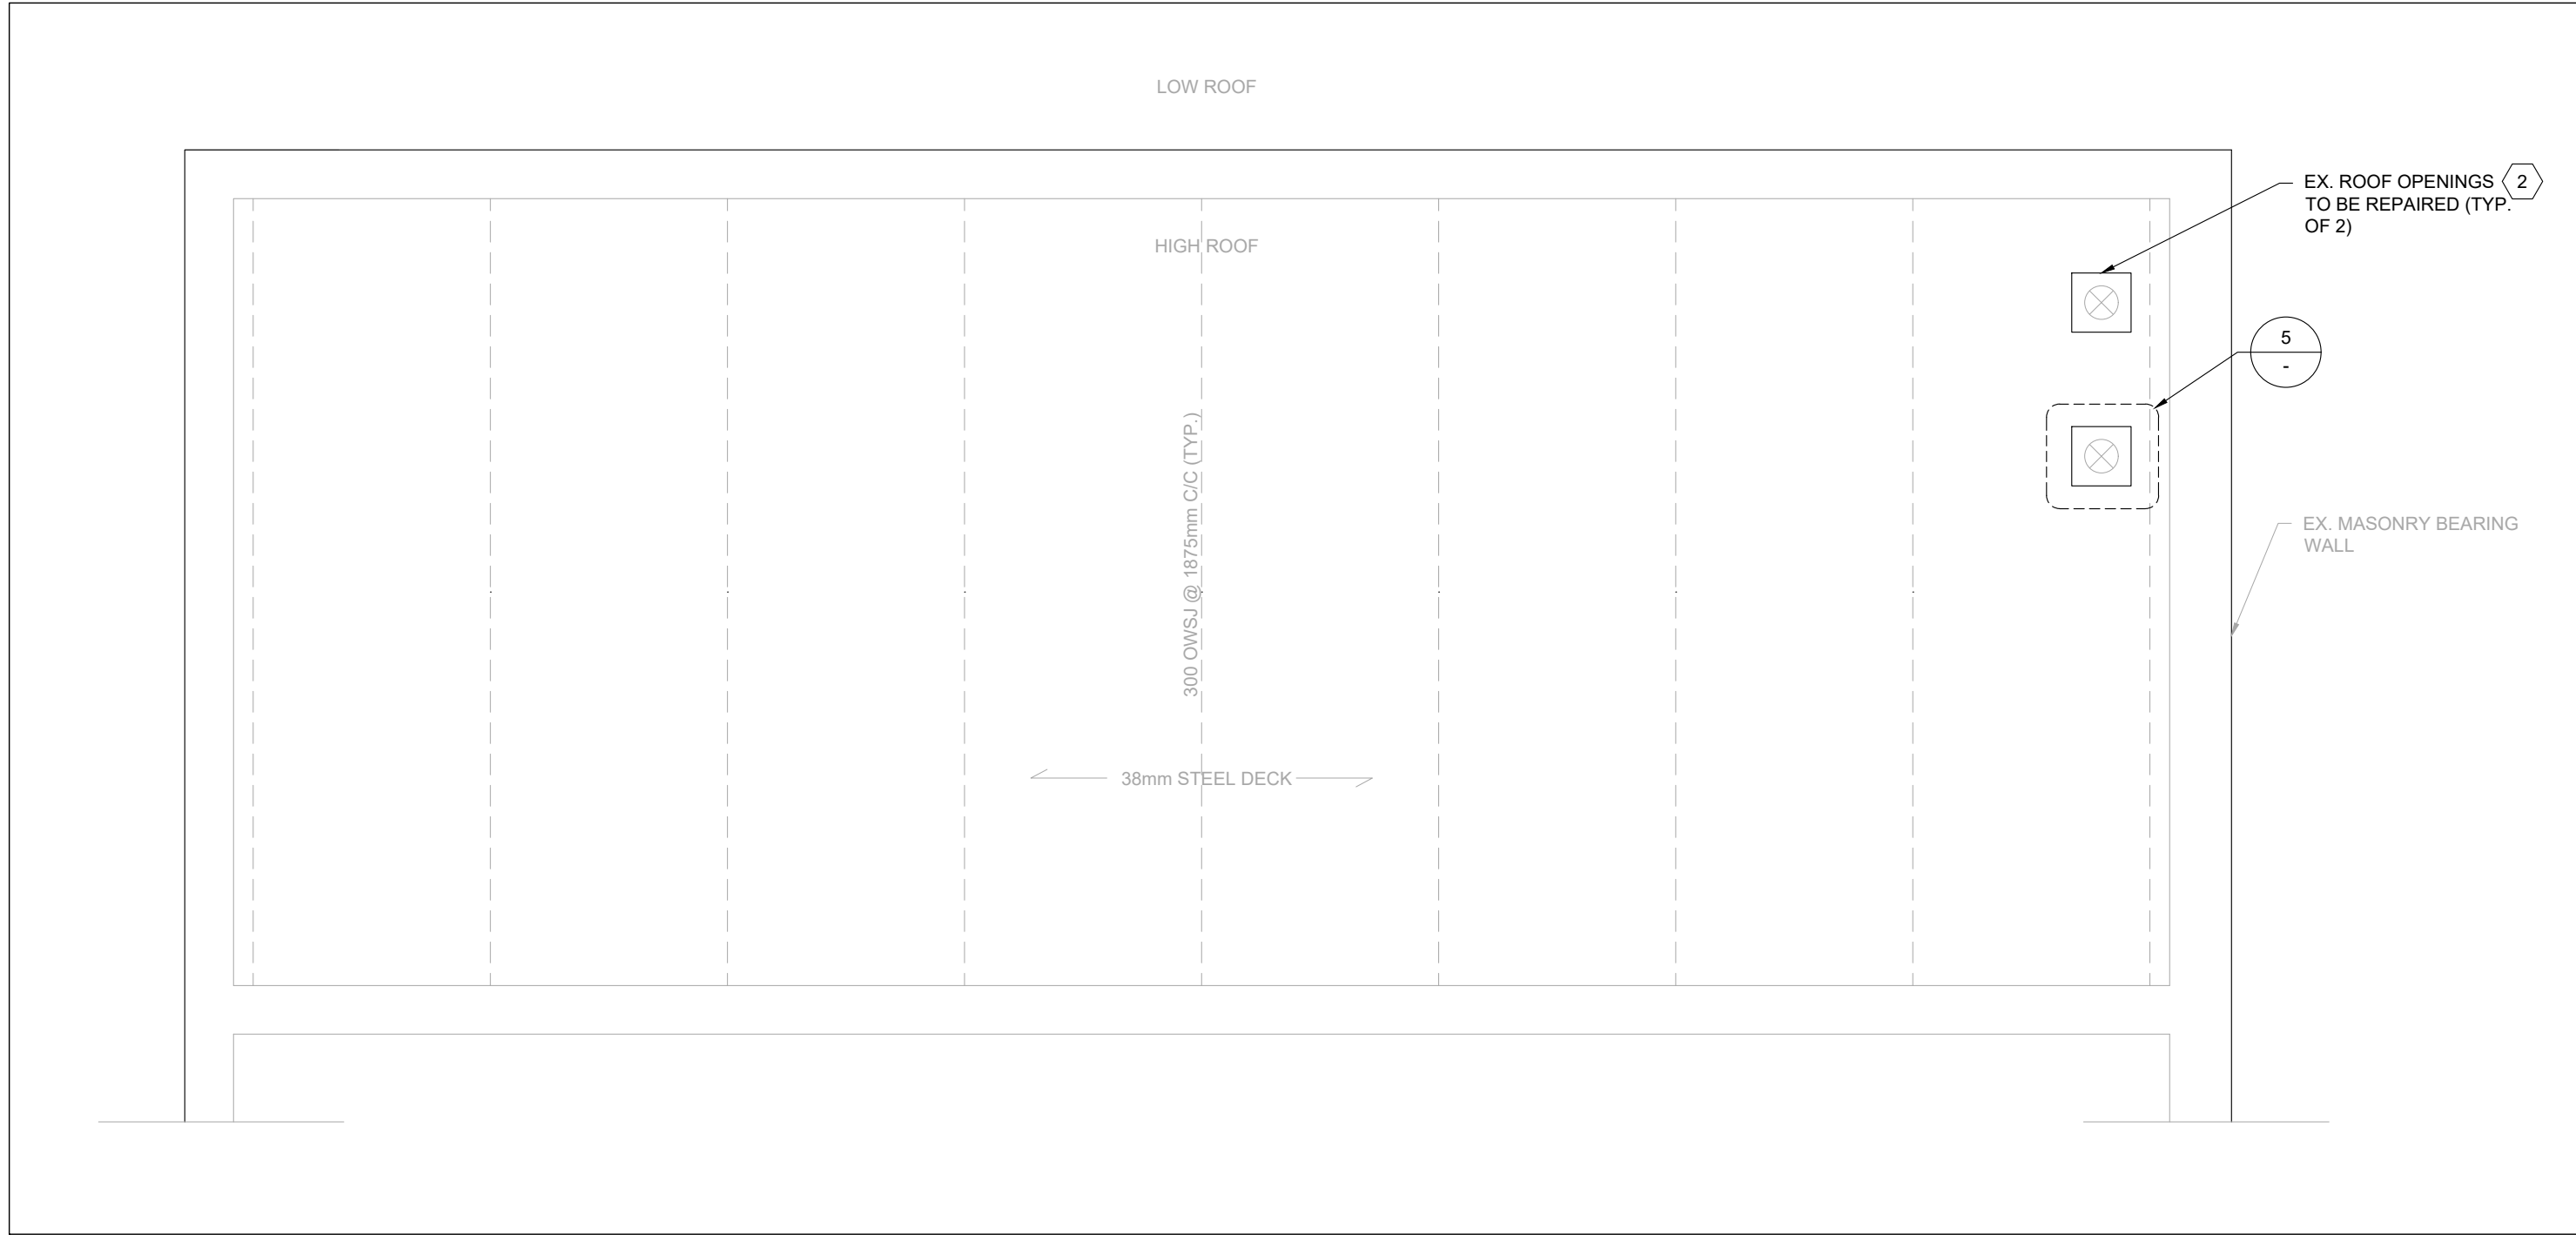 LOW ROOF
EX. ROOF OPENINGS 2
TO BE REPAIRED (TYP.
OF 2)
HIGH ROOF
5
-
300 OWSJ @ 1875mm C/C (TYP.)
EX. MASONRY BEARING
WALL
38mm STEEL DECK